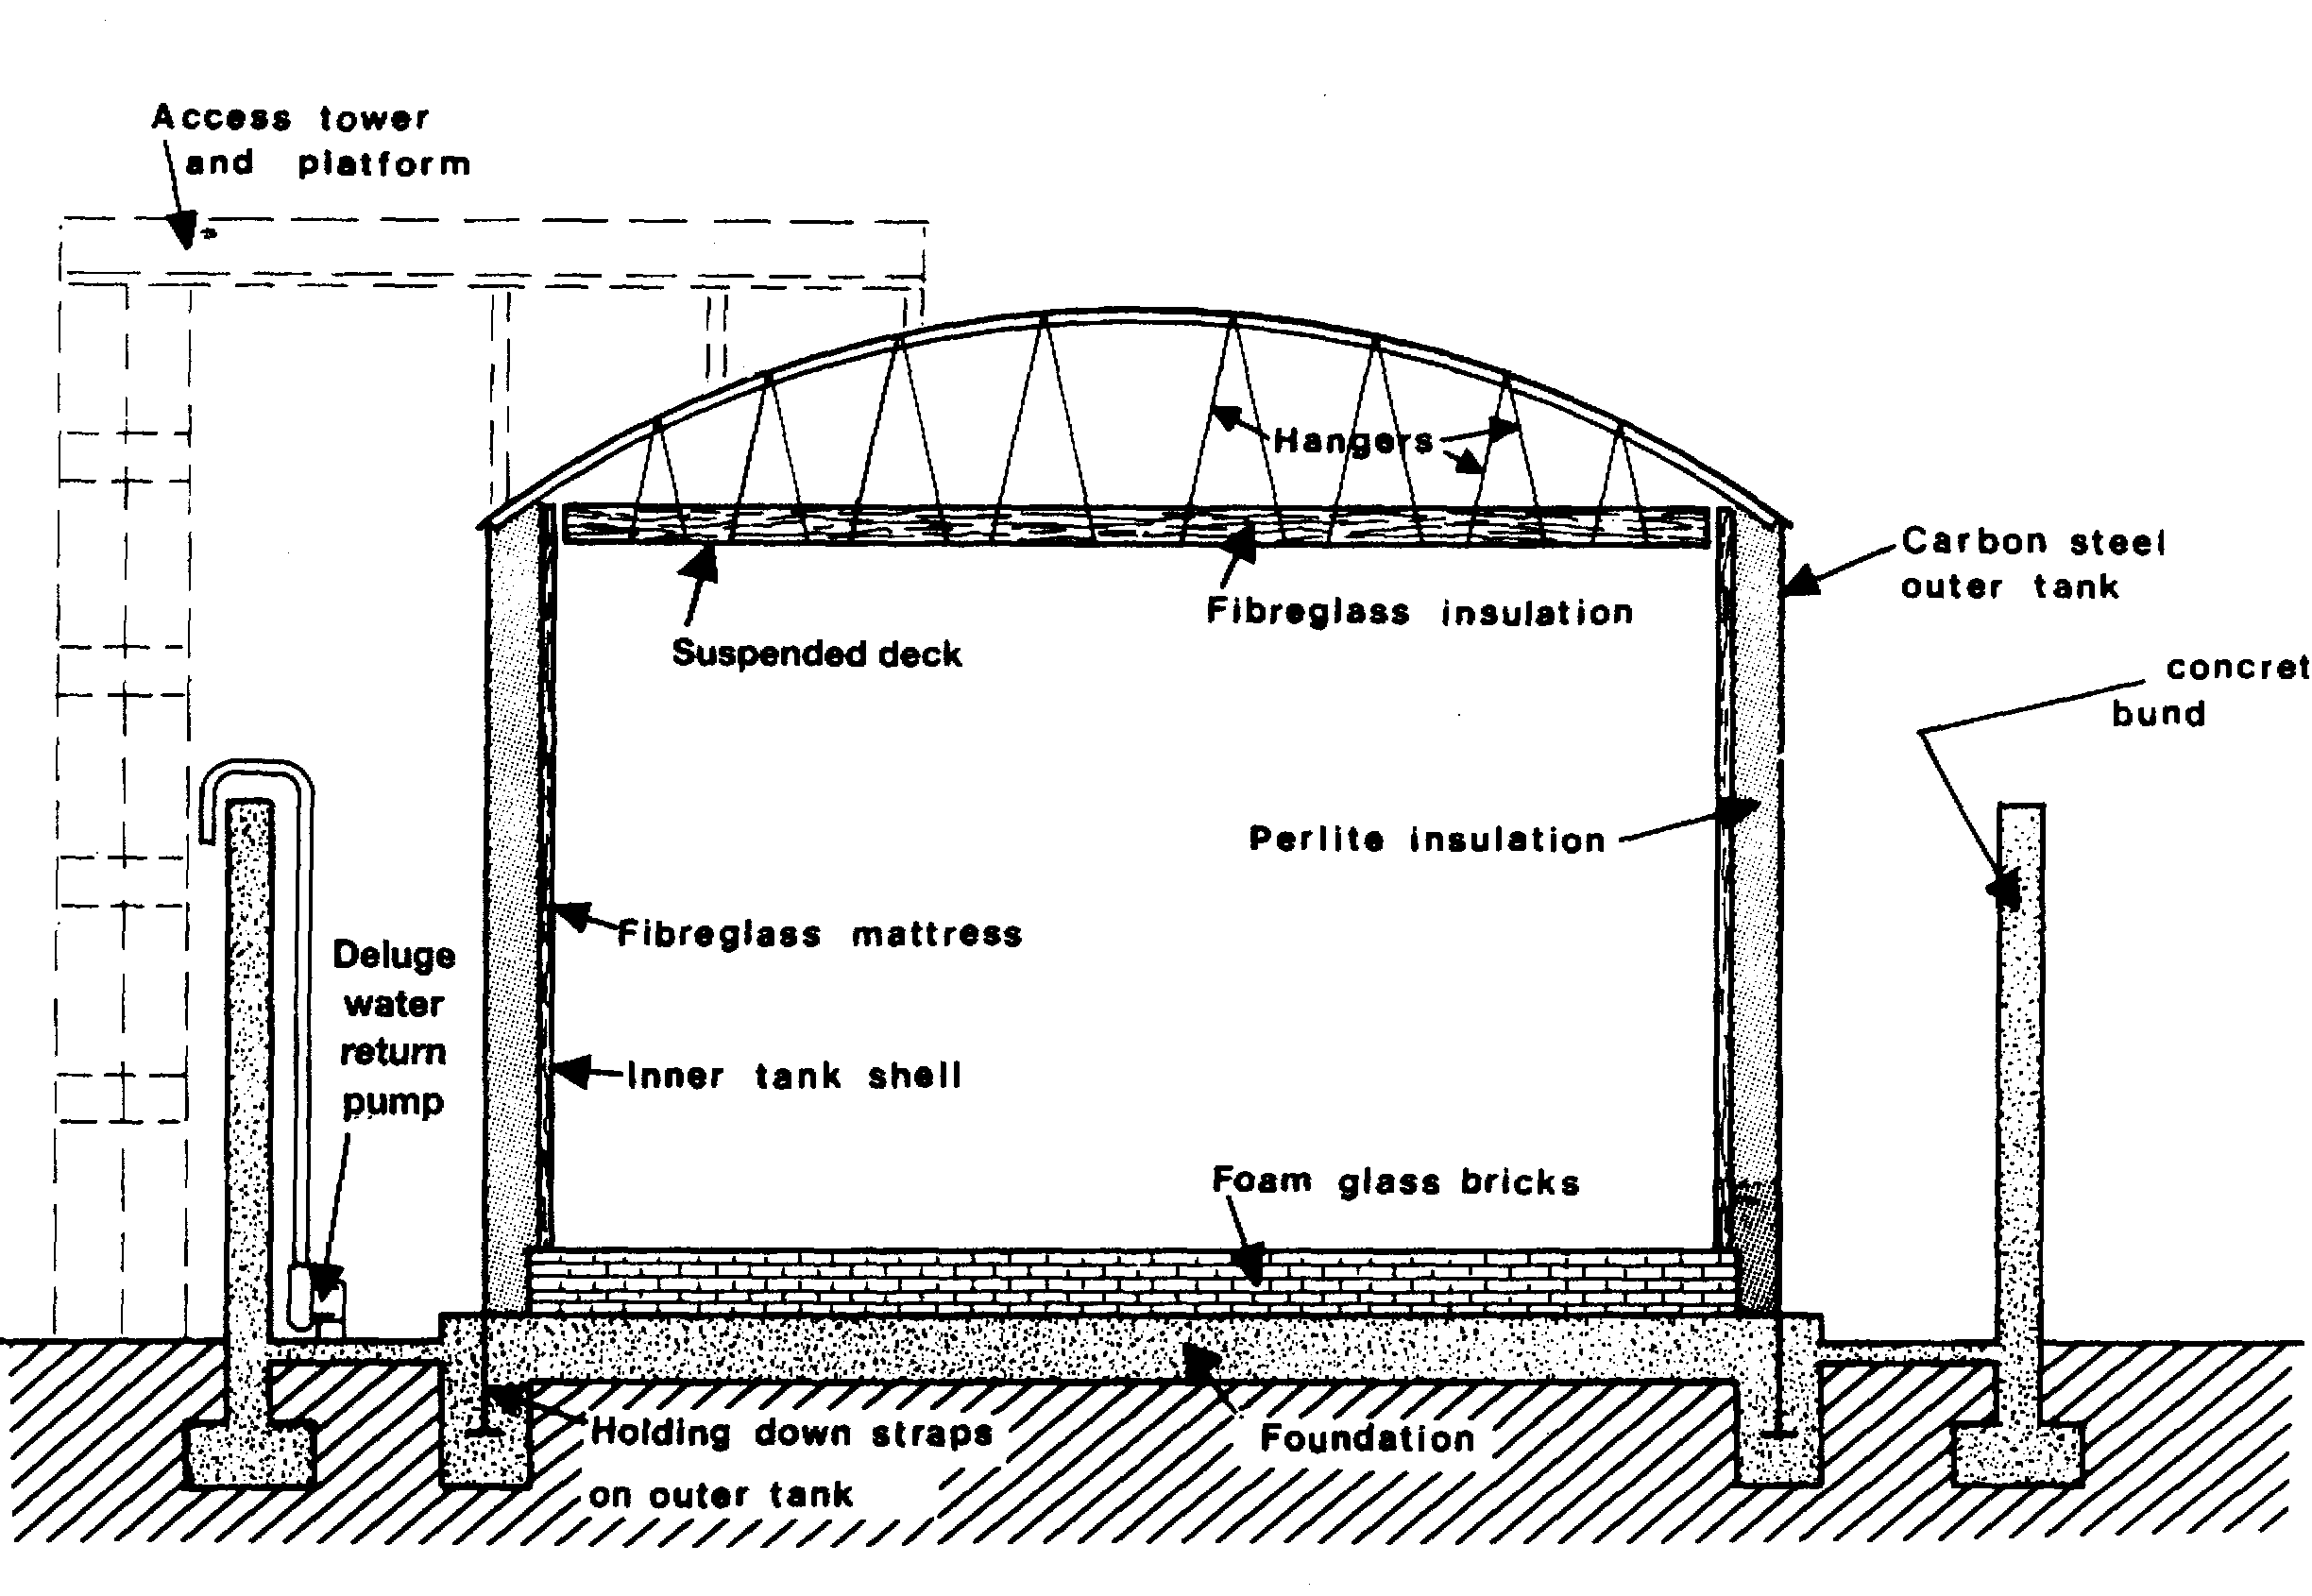 Access tower
and platform
Hangers
Carbon steel
outer tank
Fibreglass insulation
Suspended deck
concret
bund
Perlite insulation
Fibreglass mattress
Deluge
water
return
pump
Inner tank shell
Foam glass bricks
Holding down straps
on outer tank
Foundation